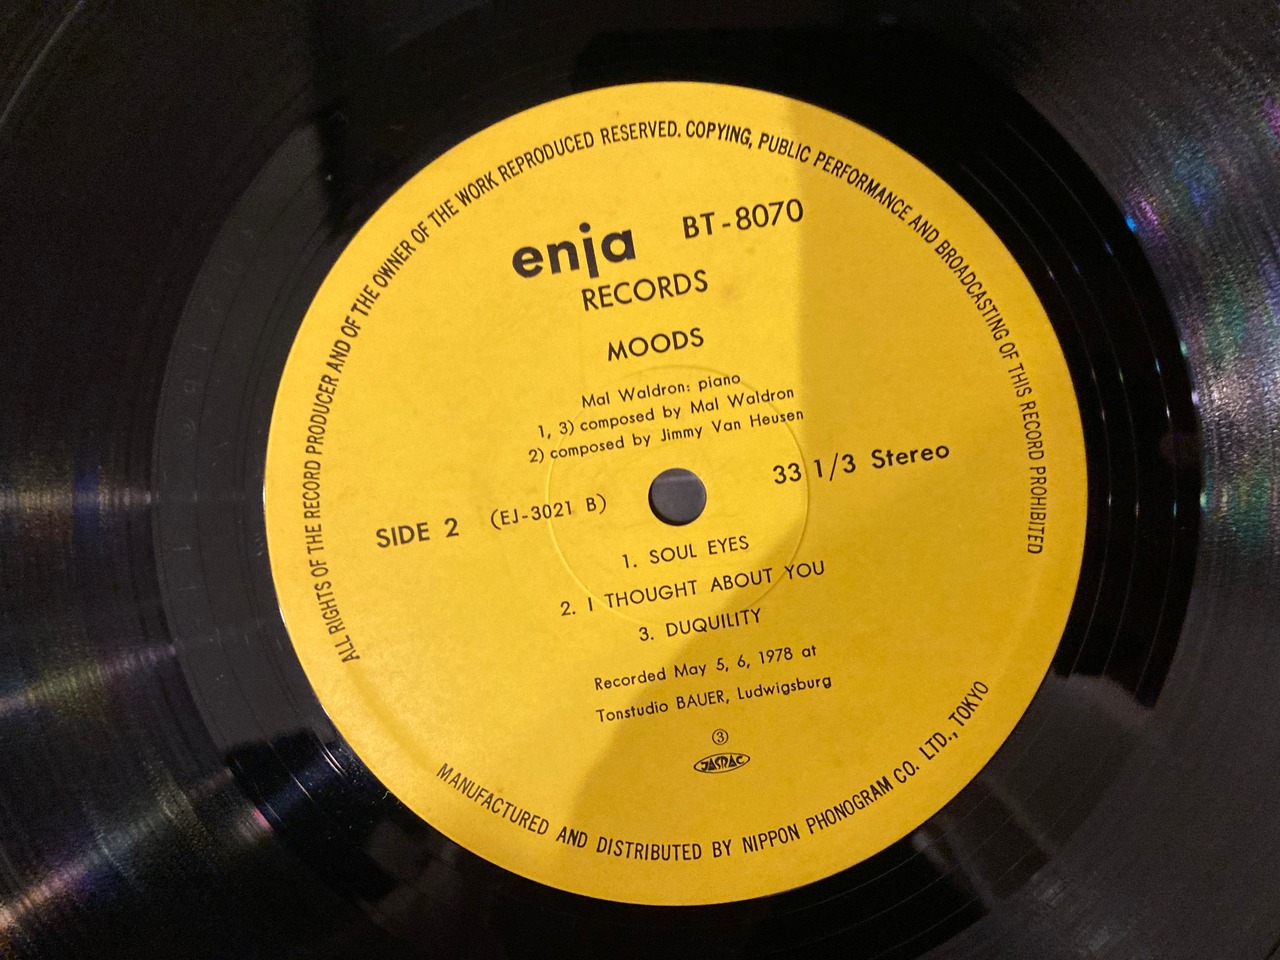 ALL RIGHTS OF THE RECORD PRODUCER AND OF THE OWNER OF THE WORK REPRODUCED RESERVED. COPYING, PUBLIC PERFORMANCE AND BROADCASTING OF THIS RECORD PROHIBITED
enja BT-8070
RECORDS
MOODS
Mal Waldron: piano
1, 3) composed by Mal Waldron
2) composed by Jimmy Van Heusen
33 1/3 Stereo
SIDE 2 (EJ-3021 B)
1. SOUL EYES
2. I THOUGHT ABOUT YOU
3. DUQUILITY
Recorded May 5, 6, 1978 at
Tonstudio BAUER, Ludwigsburg
③
JASRAC
MANUFACTURED AND DISTRIBUTED BY NIPPON PHONOGRAM CO. LTD., TOKYO